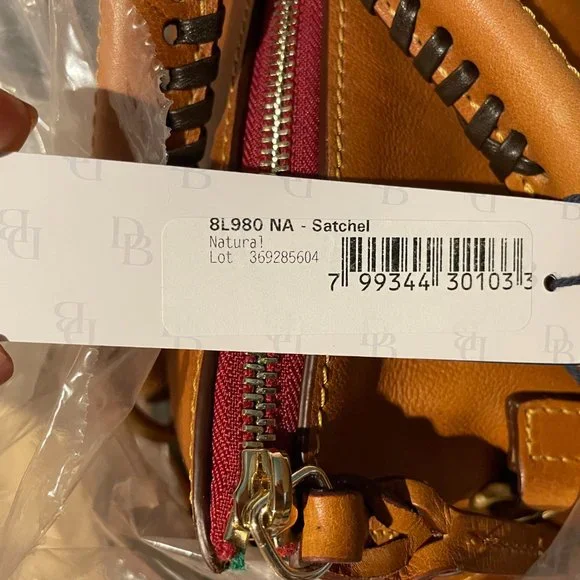 8L980 NA - Satchel
Natural
Lot 369285604
7 99344 30103 3